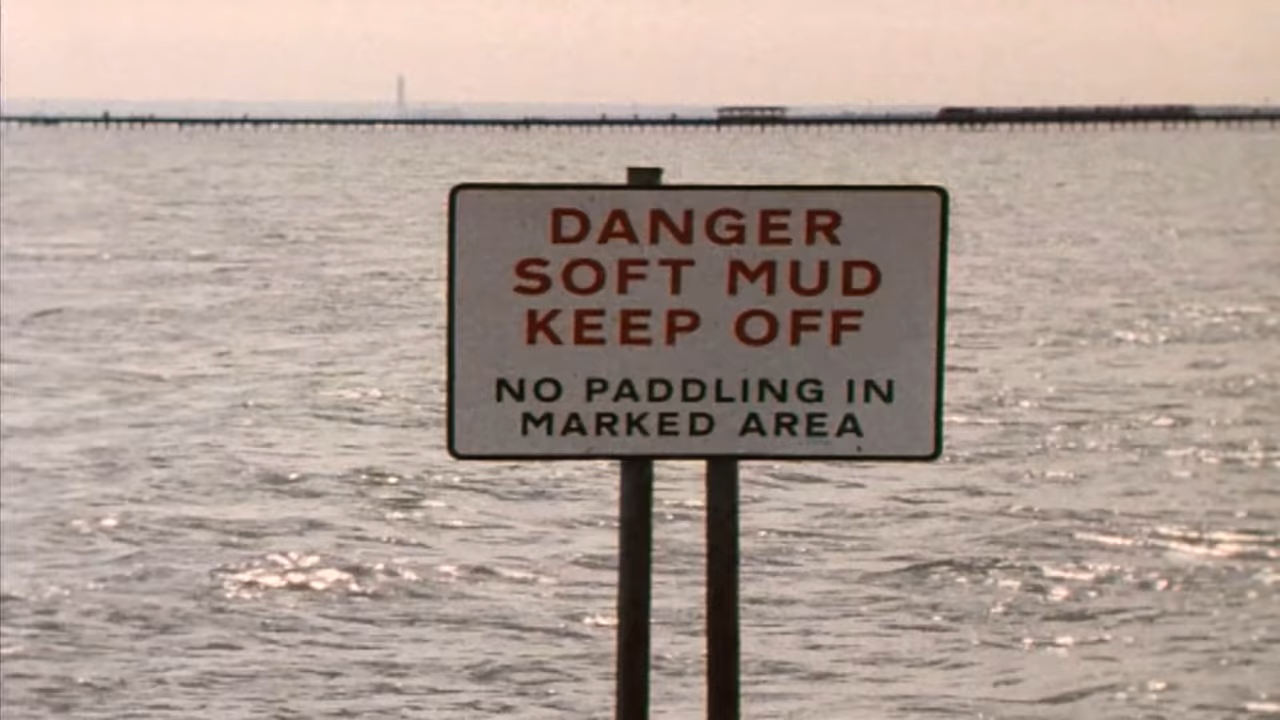 DANGER
SOFT MUD
KEEP OFF
NO PADDLING IN
MARKED AREA